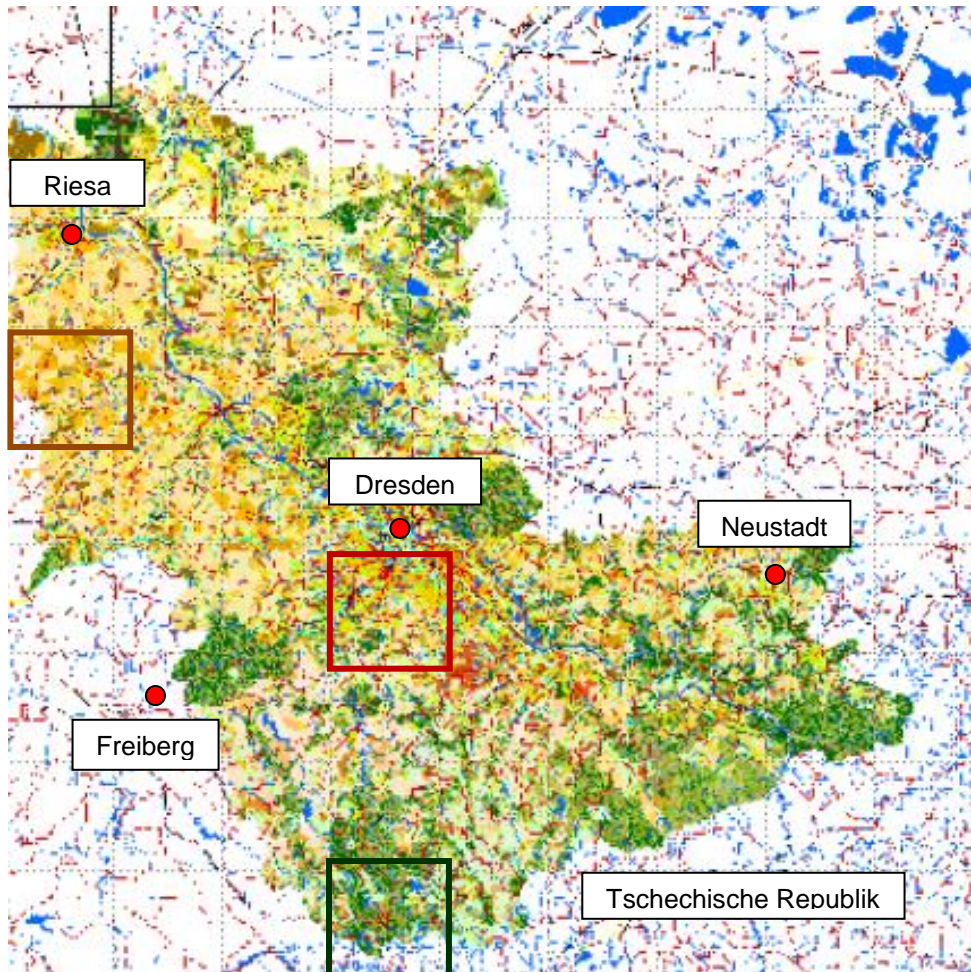 Riesa
Dresden
Neustadt
Freiberg
Tschechische Republik